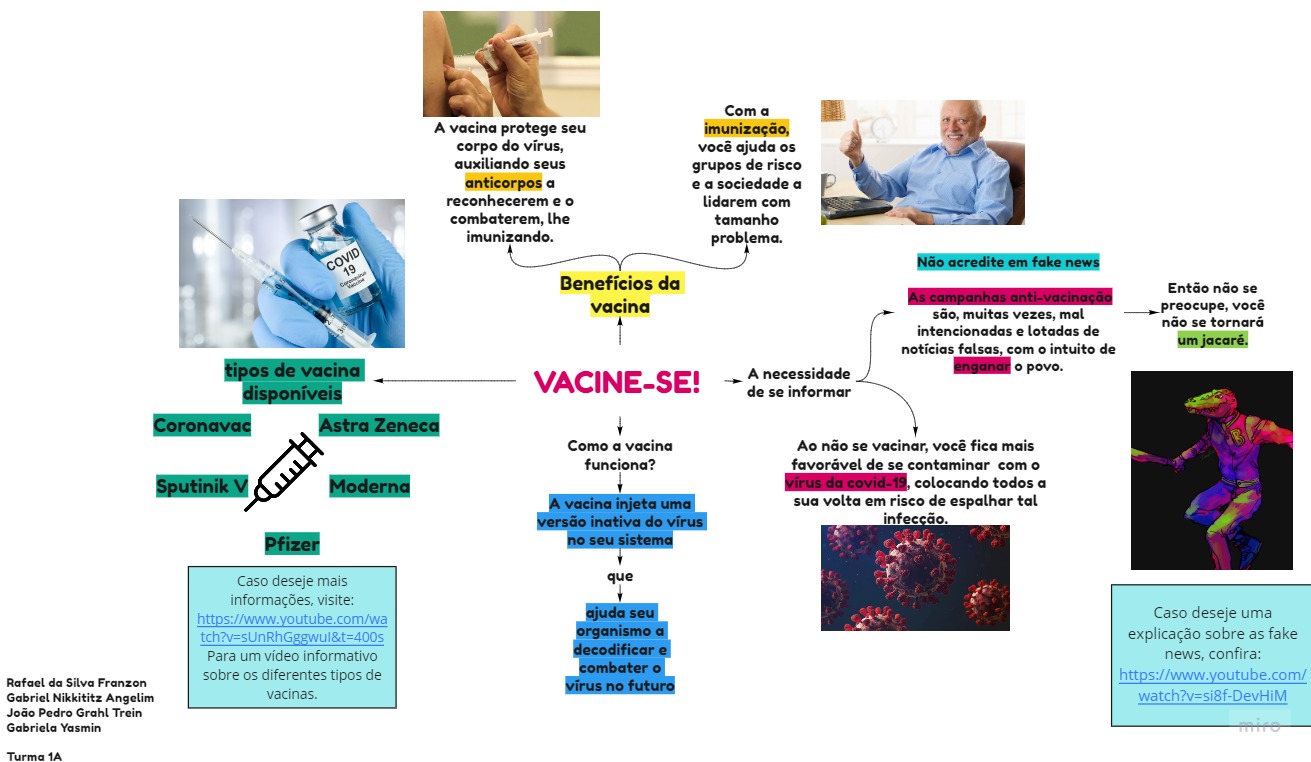 A vacina protege seu
corpo do vírus,
auxiliando seus
anticorpos a
reconhecerem e o
combaterem, lhe
imunizando.
Com a
imunização,
você ajuda os
grupos de risco
e a sociedade a
lidarem com
tamanho
problema.
Benefícios da
vacina
COVID
19
Coronavirus
Vaccine
tipos de vacina
disponíveis
Coronavac
Astra Zeneca
Sputinik V
Moderna
Pfizer
Caso deseje mais
informações, visite:
https://www.youtube.com/wa
tch?v=sUnRhGggwuI&t=400s
Para um vídeo informativo
sobre os diferentes tipos de
vacinas.
VACINE-SE!
Como a vacina
funciona?
A vacina injeta uma
versão inativa do vírus
no seu sistema
que
ajuda seu
organismo a
decodificar e
combater o
vírus no futuro
A necessidade
de se informar
Não acredite em fake news
As campanhas anti-vacinação
são, muitas vezes, mal
intencionadas e lotadas de
notícias falsas, com o intuito de
enganar o povo.
Então não se
preocupe, você
não se tornará
um jacaré.
Ao não se vacinar, você fica mais
favorável de se contaminar com o
vírus da covid-19, colocando todos a
sua volta em risco de espalhar tal
infecção.
B
Caso deseje uma
explicação sobre as fake
news, confira:
https://www.youtube.com/
watch?v=si8f-DevHiM
miro
Rafael da Silva Franzon
Gabriel Nikkititz Angelim
João Pedro Grahl Trein
Gabriela Yasmin
Turma 1A